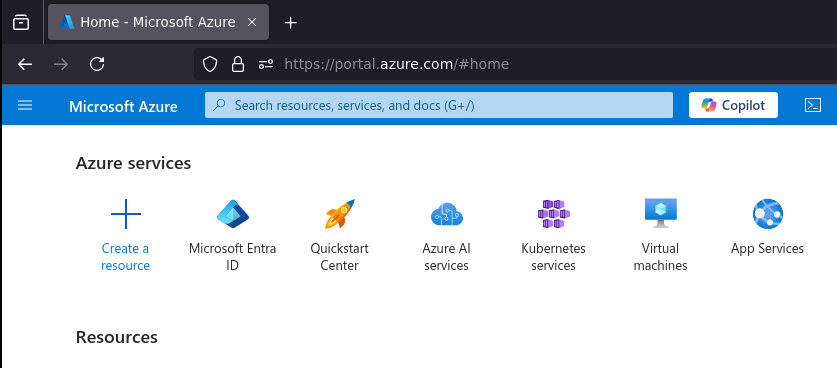 Home - Microsoft Azure
https://portal.azure.com/#home
Microsoft Azure
Search resources, services, and docs (G+/)
Copilot
Azure services
Create a
resource
Microsoft Entra
ID
Quickstart
Center
Azure AI
services
Kubernetes
services
Virtual
machines
App Services
Resources